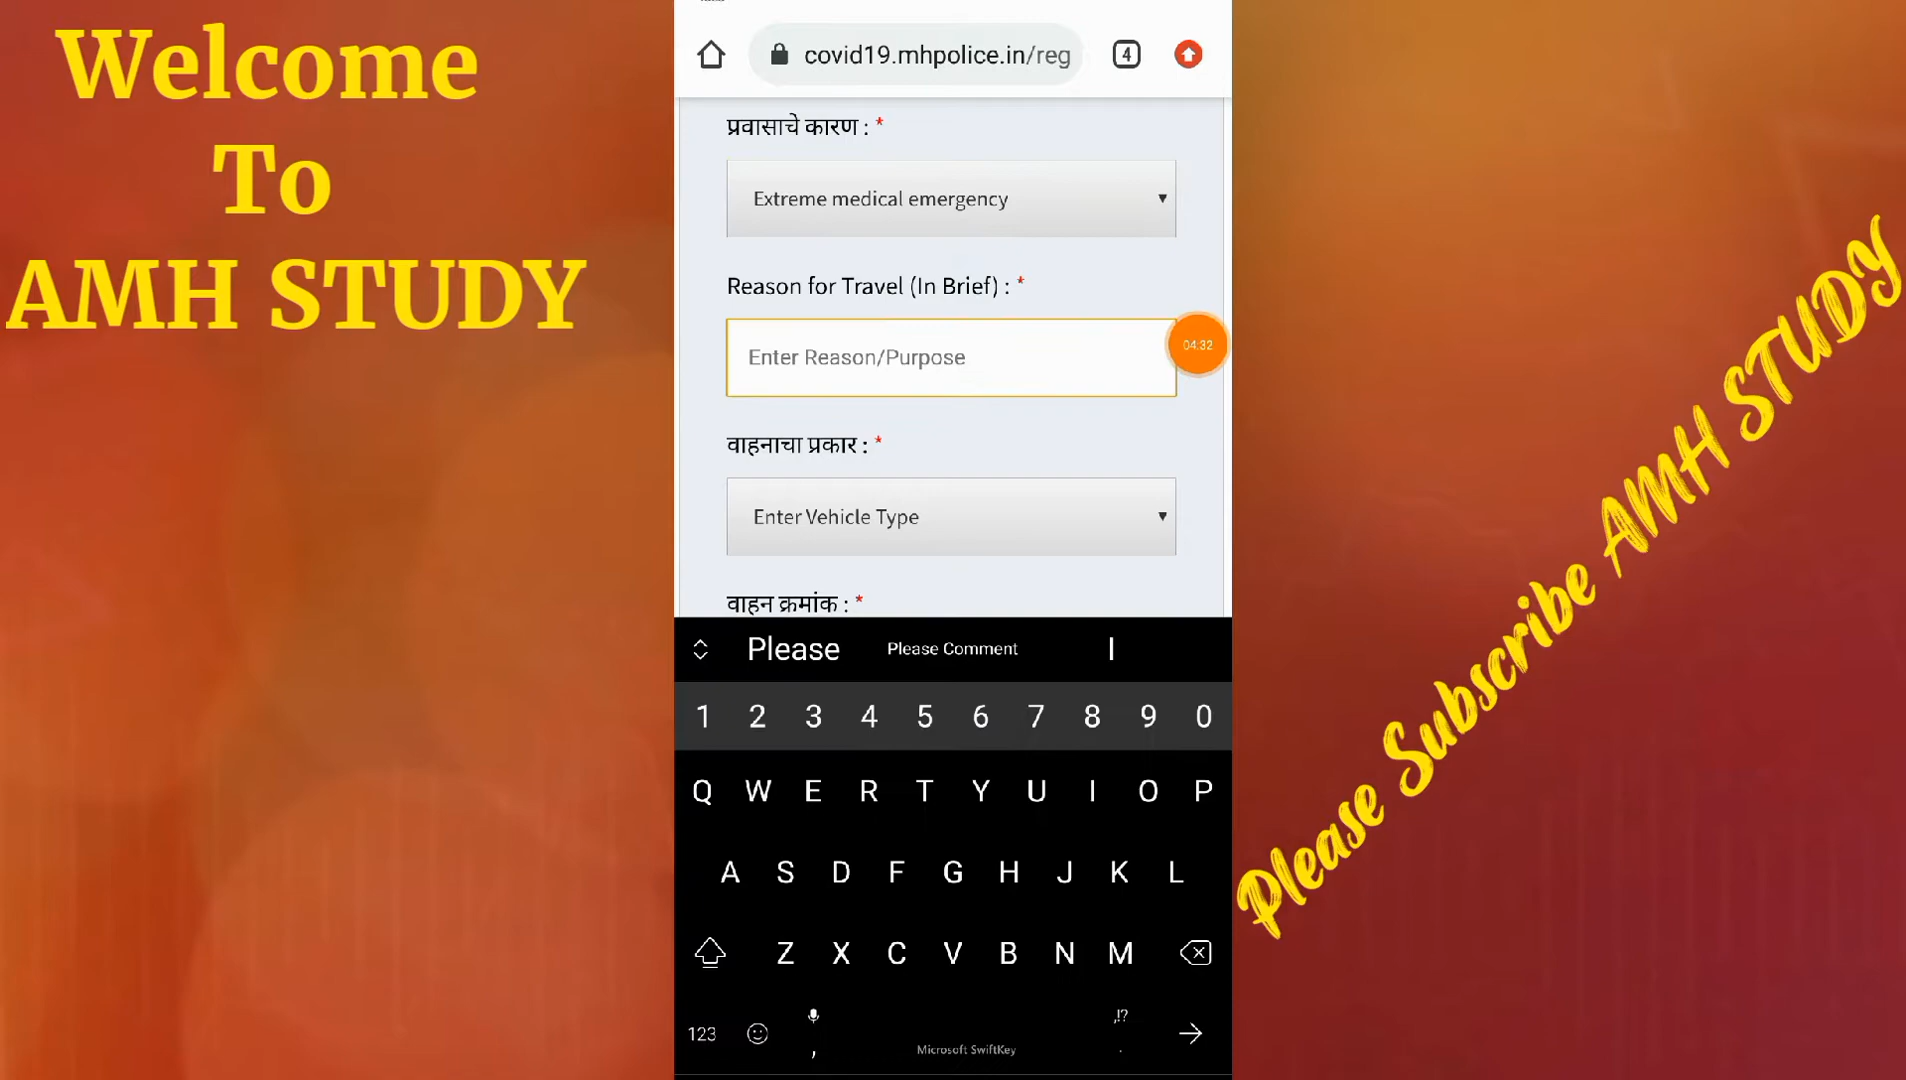 Welcome
To
AMH STUDY
covid19.mhpolice.in/reg
4
प्रवासाचे कारण : *
Extreme medical emergency
Reason for Travel (In Brief) : *
Enter Reason/Purpose
04:32
वाहनाचा प्रकार : *
Enter Vehicle Type
वाहन क्रमांक : *
Please Subscribe AMH STUDY
Please Please Comment I
1 2 3 4 5 6 7 8 9 0
Q W E R T Y U I O P
A S D F G H J K L
Z X C V B N M
123 , Microsoft SwiftKey ,!? .